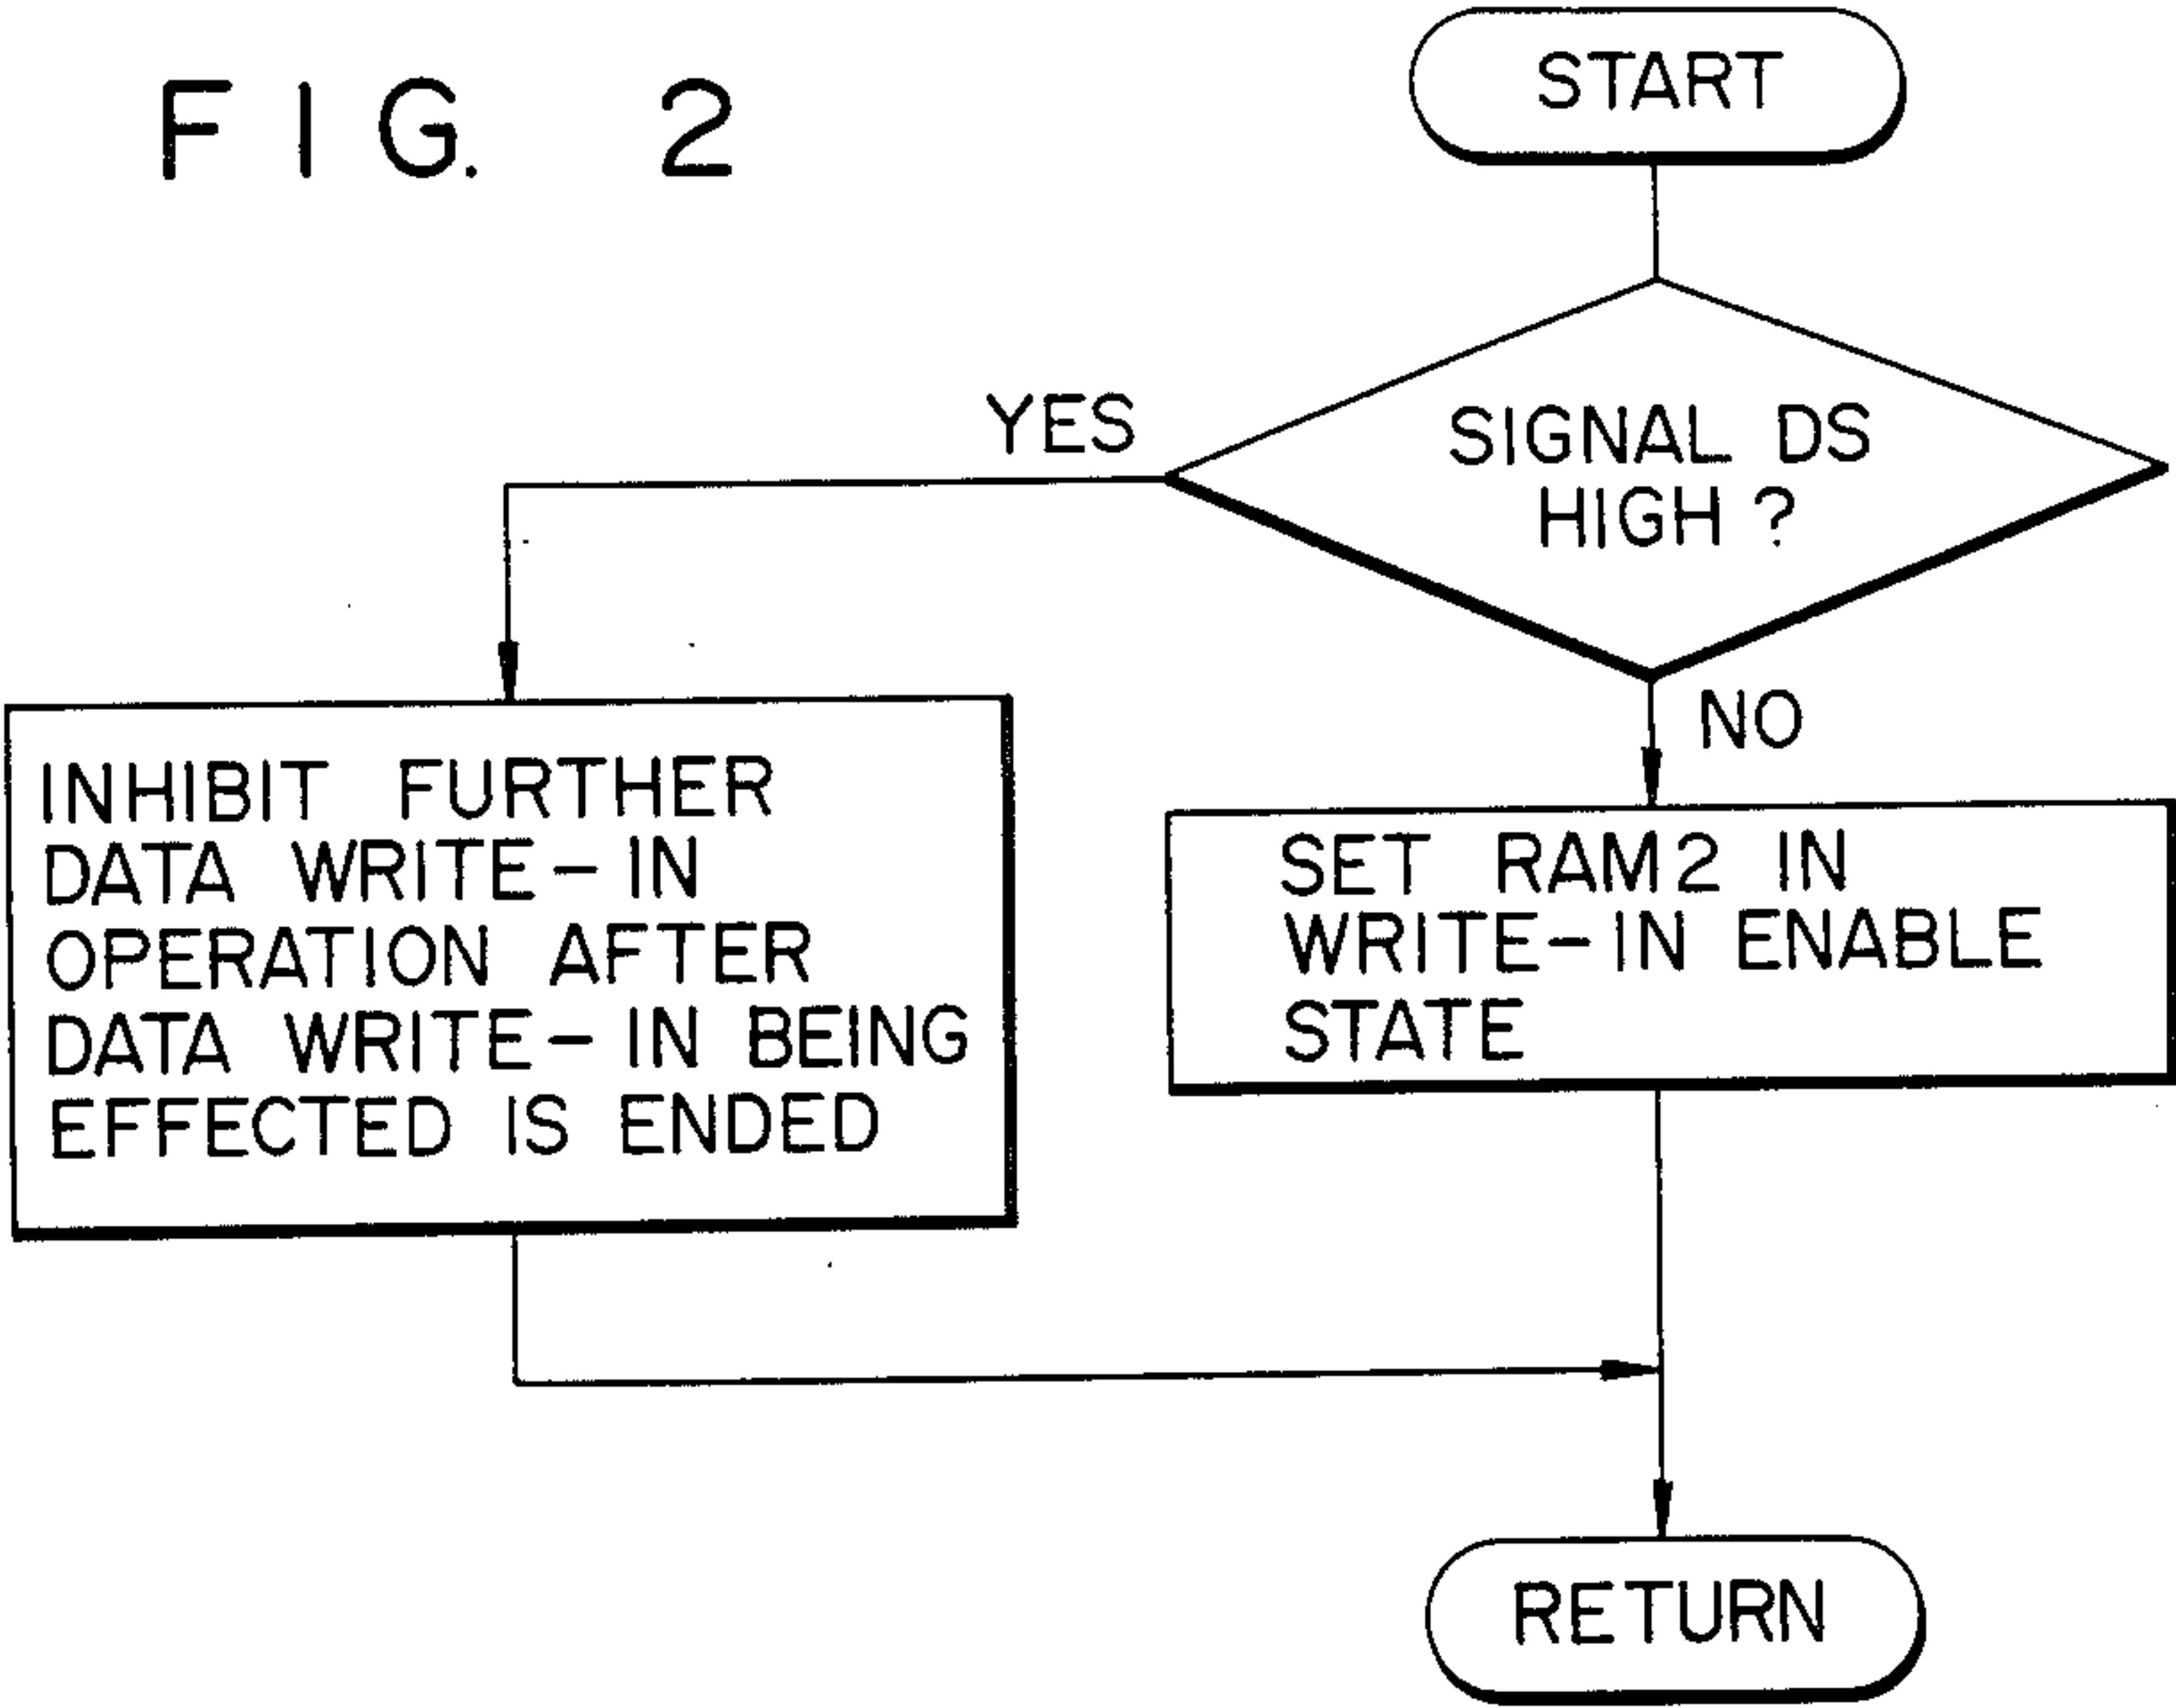 FIG. 2
START
SIGNAL DS
HIGH ?
YES
NO
INHIBIT FURTHER
DATA WRITE-IN
OPERATION AFTER
DATA WRITE-IN BEING
EFFECTED IS ENDED
SET RAM2 IN
WRITE-IN ENABLE
STATE
RETURN